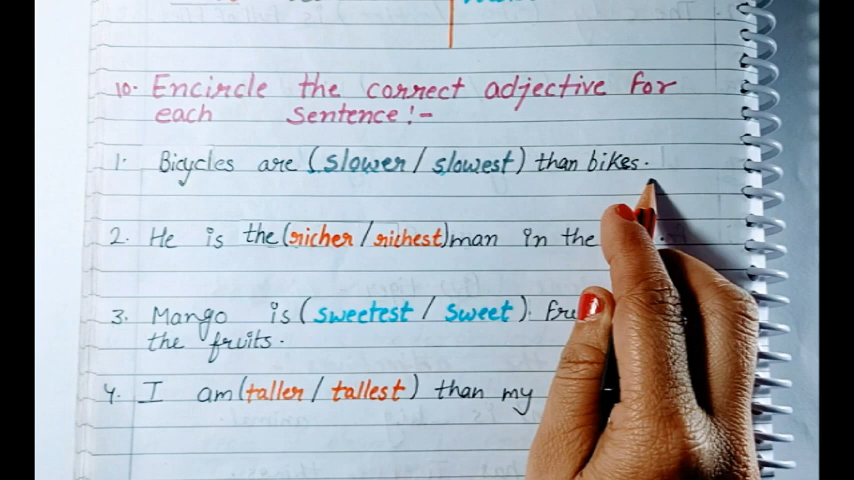 10. Encircle the correct adjective for
each sentence:-
1. Bicycles are (slower / slowest) than bikes.
2. He is the (richer / richest) man in the
3. Mango is (sweetest / sweet).
the fruits.
4. I am (taller / tallest) than my